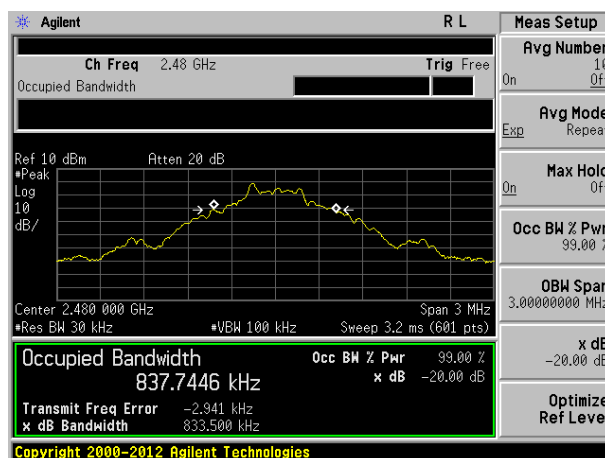 Agilent R L Meas Setup
Ch Freq 2.48 GHz Trig Free
Occupied Bandwidth
Avg Number
10
On Of
Avg Mode
Exp Repea
Max Hold
On Of
Occ BW % Pwr
99.00 %
OBW Span
3.00000000 MHz
x dB
-20.00 dB
Optimize
Ref Leve
Ref 10 dBm Atten 20 dB
#Peak
Log
10
dB/
Center 2.480 000 GHz Span 3 MHz
#Res BW 30 kHz #VBW 100 kHz Sweep 3.2 ms (601 pts)
Occupied Bandwidth Occ BW % Pwr 99.00 %
837.7446 kHz x dB -20.00 dB
Transmit Freq Error -2.941 kHz
x dB Bandwidth 833.500 kHz
Copyright 2000-2012 Agilent Technologies